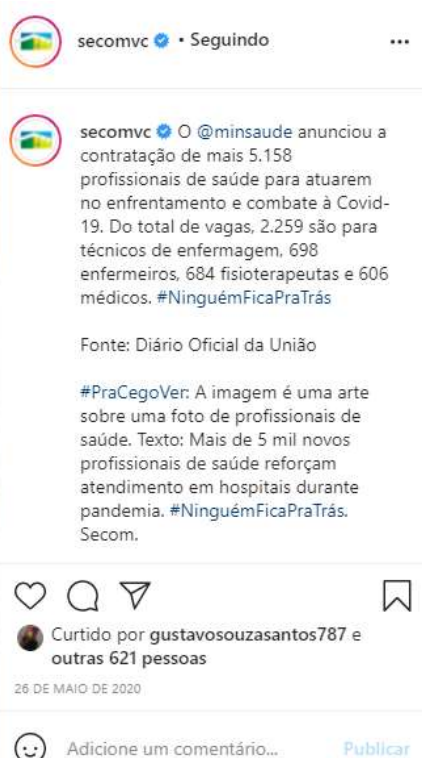 secomvc • Seguindo
secomvc O @minsaude anunciou a
contratação de mais 5.158
profissionais de saúde para atuarem
no enfrentamento e combate à Covid-
19. Do total de vagas, 2.259 são para
técnicos de enfermagem, 698
enfermeiros, 684 fisioterapeutas e 606
médicos. #NinguémFicaPraTrás
Fonte: Diário Oficial da União
#PraCegoVer: A imagem é uma arte
sobre uma foto de profissionais de
saúde. Texto: Mais de 5 mil novos
profissionais de saúde reforçam
atendimento em hospitais durante
pandemia. #NinguémFicaPraTrás.
Secom.
Curtido por gustavosouzasantos787 e
outras 621 pessoas
26 DE MAIO DE 2020
Adicione um comentário... Publicar